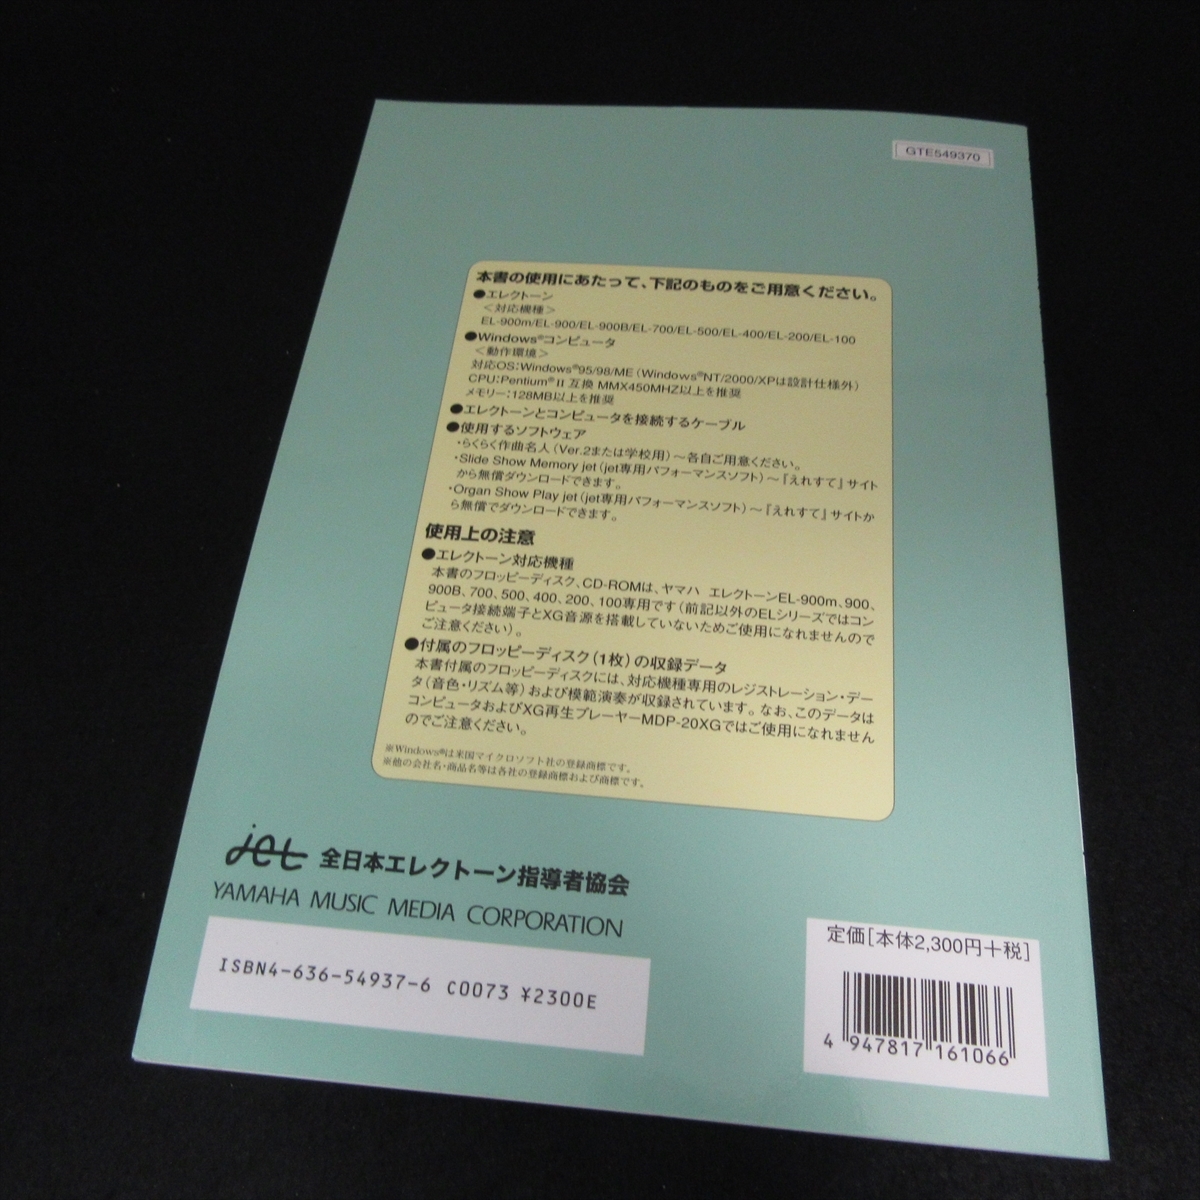 GTE549370
本書の使用にあたって、下記のものをご用意ください。
●エレクトーン
＜対応機種＞
EL-900m/EL-900/EL-900B/EL-700/EL-500/EL-400/EL-200/EL-100
●Windows®コンピュータ
＜動作環境＞
対応OS:Windows®95/98/ME（Windows®NT/2000/XPは設計仕様外）
CPU:Pentium®II 互換 MMX450MHZ以上を推奨
メモリー:128MB以上を推奨
●エレクトーンとコンピュータを接続するケーブル
●使用するソフトウェア
・らくらく作曲名人（Ver.2または学校用）〜各自ご用意ください。
・Slide Show Memory jet（jet専用パフォーマンスソフト）〜『えれすて』サイト
から無償ダウンロードできます。
・Organ Show Play jet（jet専用パフォーマンスソフト）〜『えれすて』サイトか
ら無償でダウンロードできます。
使用上の注意
●エレクトーン対応機種
本書のフロッピーディスク、CD-ROMは、ヤマハ エレクトーンEL-900m、900、
900B、700、500、400、200、100専用です（前記以外のELシリーズではコン
ピュータ接続端子とXG音源を搭載していないためご使用になれませんので
ご注意ください）。
●付属のフロッピーディスク（1枚）の収録データ
本書付属のフロッピーディスクには、対応機種専用のレジストレーション・デー
タ（音色・リズム等）および模範演奏が収録されています。なお、このデータは
コンピュータおよびXG再生プレーヤーMDP-20XGではご使用になれません
のでご注意ください。
※Windows®は米国マイクロソフト社の登録商標です。
※他の会社名・商品名等は各社の登録商標および商標です。
jet 全日本エレクトーン指導者協会
YAMAHA MUSIC MEDIA CORPORATION
ISBN4-636-54937-6 C0073 ¥2300E
定価[本体2,300円+税]
4 947817 161066